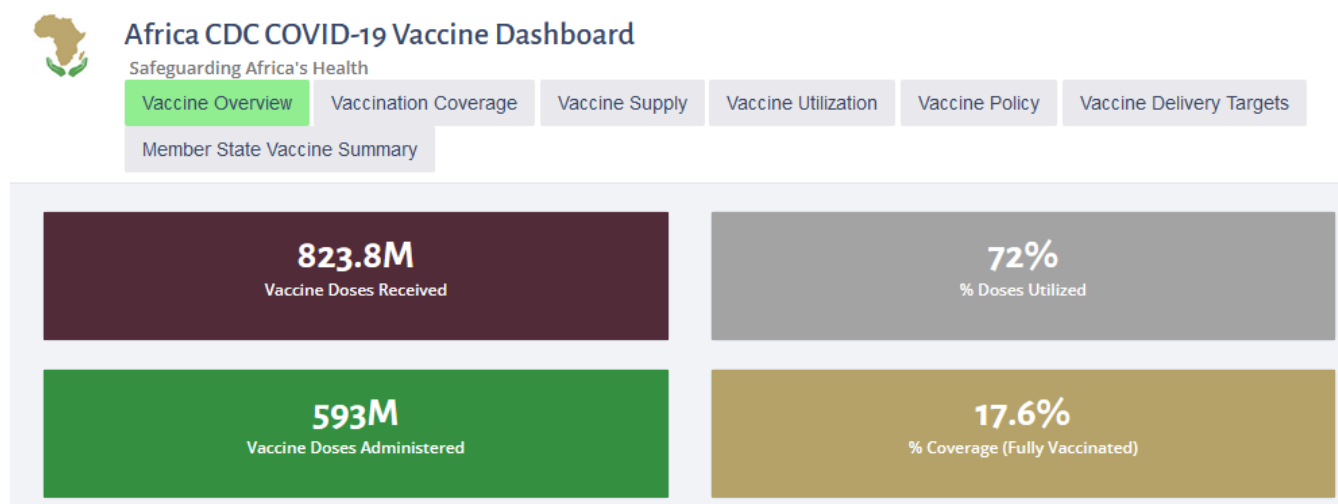 Africa CDC COVID-19 Vaccine Dashboard
Safeguarding Africa's Health
Vaccine Overview Vaccination Coverage Vaccine Supply Vaccine Utilization Vaccine Policy Vaccine Delivery Targets
Member State Vaccine Summary
823.8M
Vaccine Doses Received
72%
% Doses Utilized
593M
Vaccine Doses Administered
17.6%
% Coverage (Fully Vaccinated)